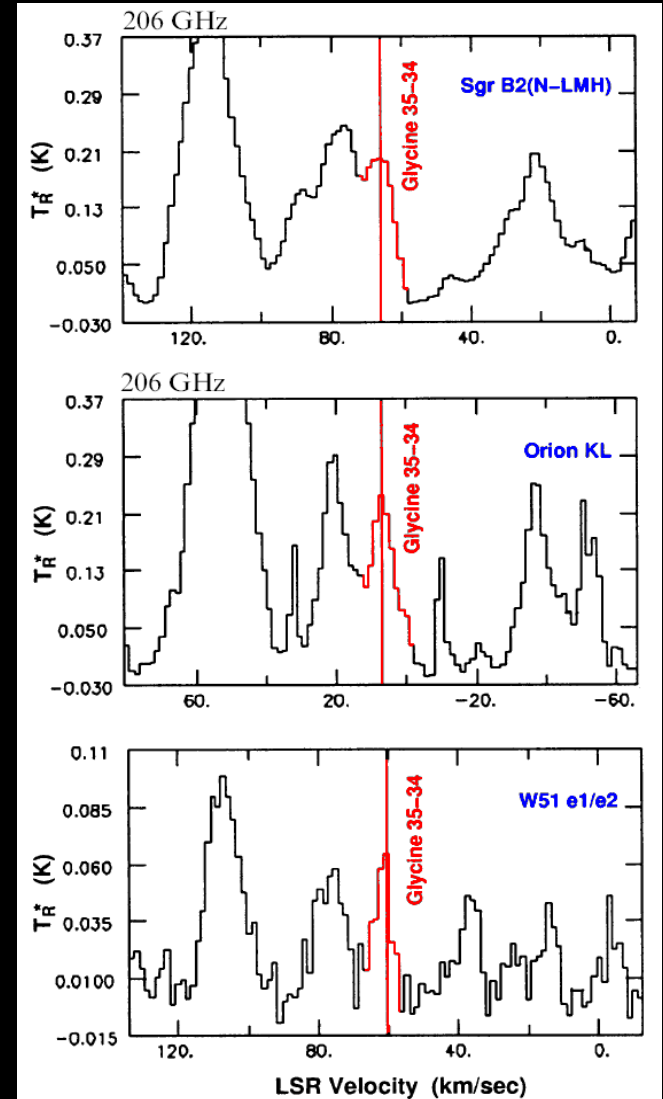 206 GHz
0.37
0.29
0.21
0.13
0.050
-0.030
T*R (K)
Sgr B2(N-LMH)
Glycine 35-34
120. 80. 40. 0.
206 GHz
0.37
0.29
0.21
0.13
0.050
-0.030
T*R (K)
Orion KL
Glycine 35-34
60. 20. -20. -60.
0.11
0.085
0.060
0.035
0.0100
-0.015
T*R (K)
W51 e1/e2
Glycine 35-34
120. 80. 40. 0.
LSR Velocity (km/sec)